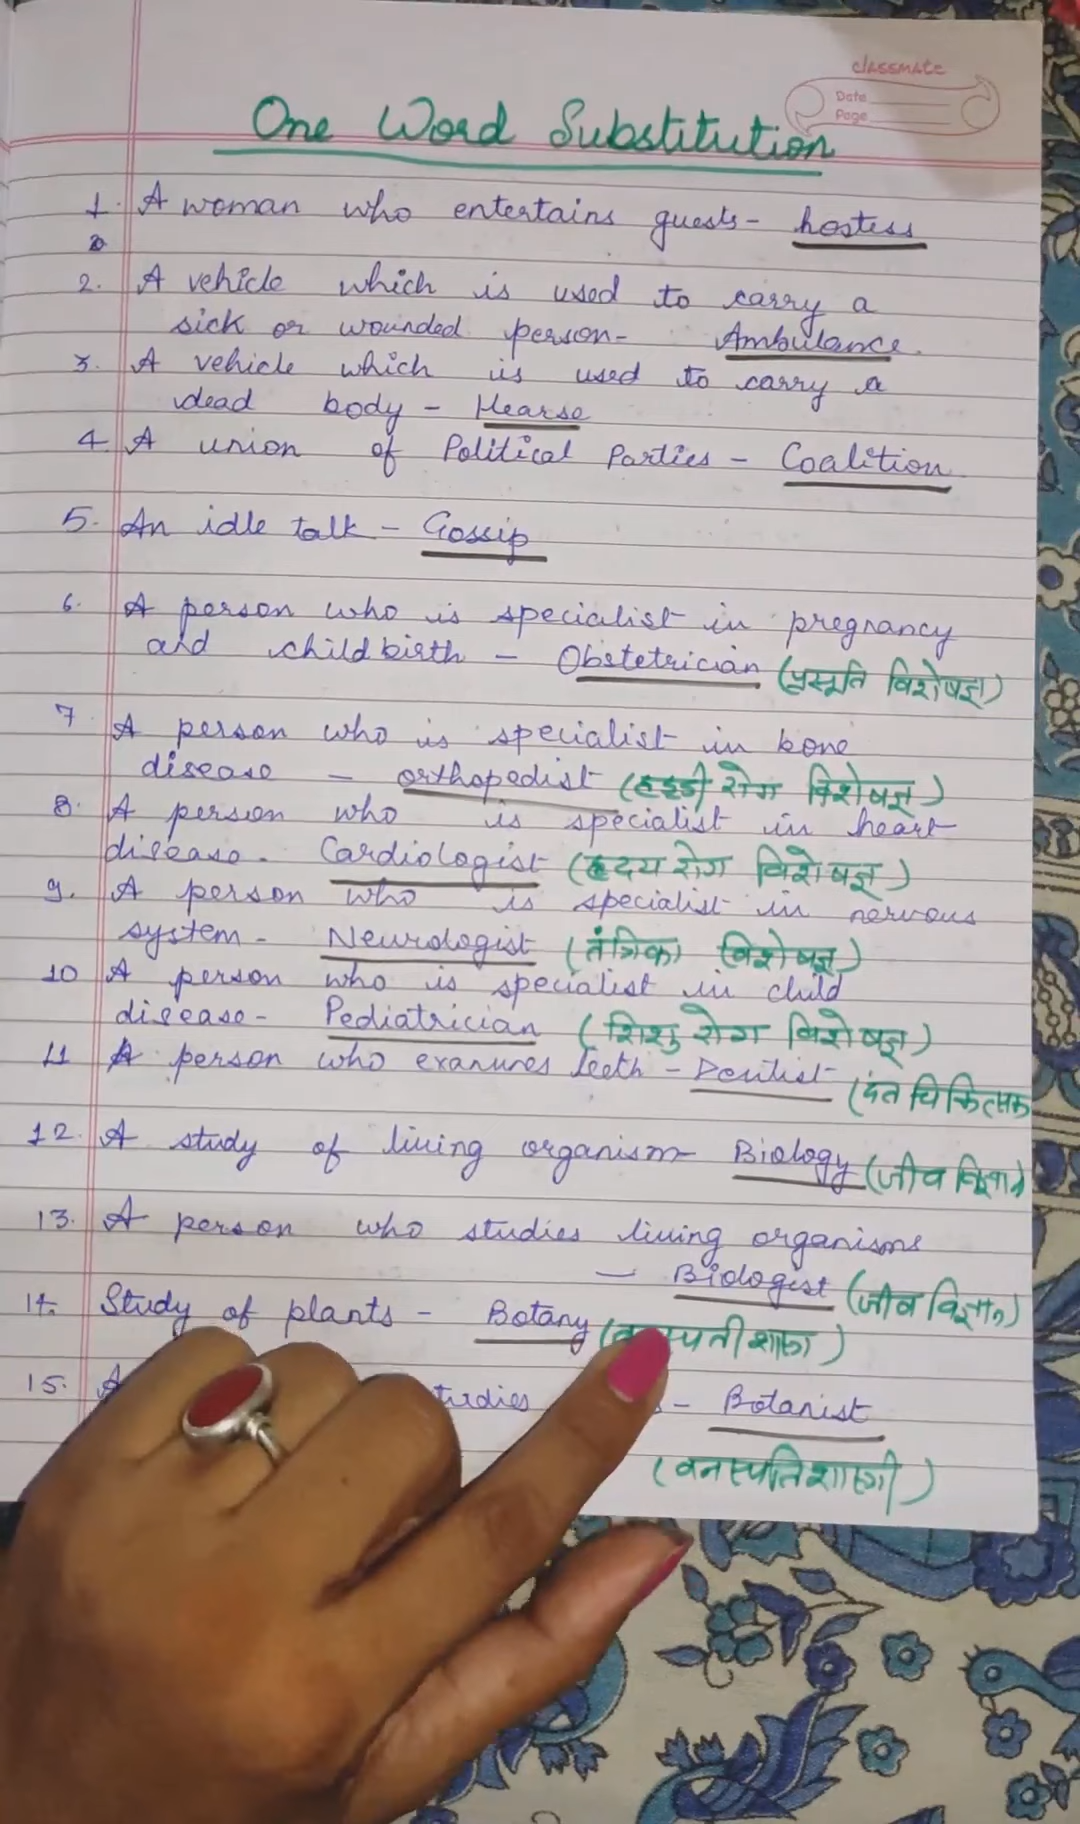 classmate
Date
Page
One Word Substitution
1. A woman who entertains guests - hostess
2. A vehicle which is used to carry a
sick or wounded person - Ambulance.
3. A vehicle which is used to carry a
dead body - Hearse
4. A union of Political Parties - Coalition
5. An idle talk - Gossip
6. A person who is specialist in pregnancy
and childbirth - Obstetrician (प्रसूति विशेषज्ञ)
7. A person who is specialist in bone
disease - orthopedist (हड्डी रोग विशेषज्ञ)
8. A person who is specialist in heart
disease - Cardiologist (हृदय रोग विशेषज्ञ)
9. A person who is specialist in nervous
system - Neurologist (तंत्रिका विशेषज्ञ)
10 A person who is specialist in child
disease - Pediatrician (शिशु रोग विशेषज्ञ)
11 A person who examines teeth - Dentist (दंत चिकित्सक
12. A study of living organism - Biology (जीव विज्ञान)
13. A person who studies living organisms
- Biologist (जीव विज्ञान)
14. Study of plants - Botany
15. A studies - Botanist
(वनस्पतिशास्त्री)